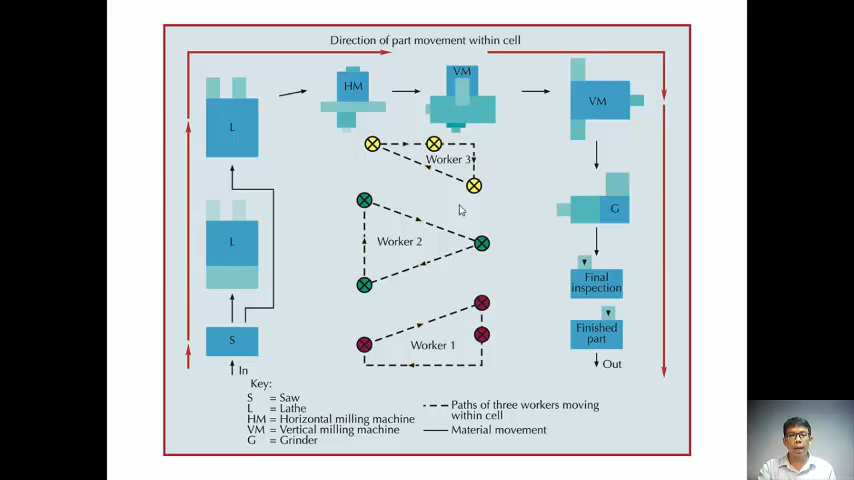 Direction of part movement within cell
L
HM
VM
VM
Worker 3
L
Worker 2
G
Final
inspection
S
Worker 1
Finished
part
In
Out
Key:
S = Saw
L = Lathe
HM = Horizontal milling machine
VM = Vertical milling machine
G = Grinder
Paths of three workers moving
within cell
Material movement